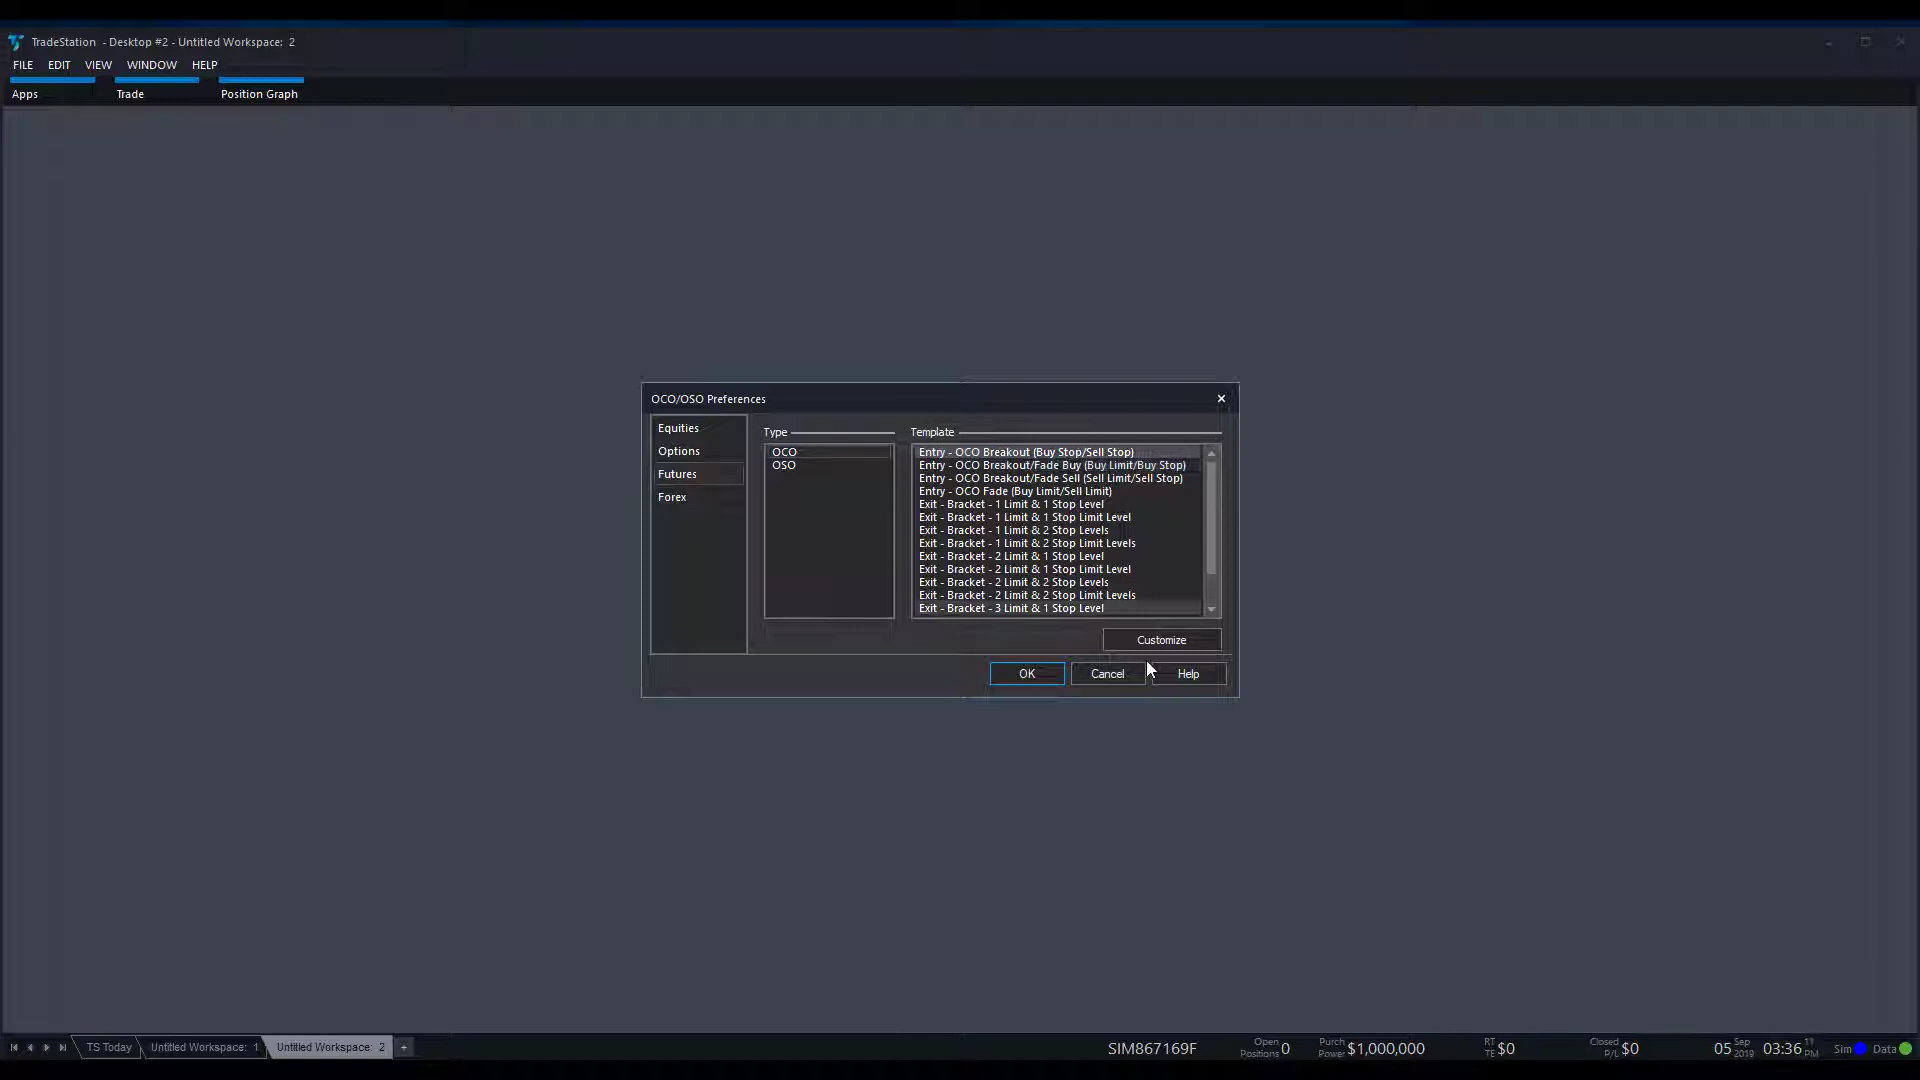 TradeStation - Desktop #2 - Untitled Workspace: 2
FILE EDIT VIEW WINDOW HELP
Apps Trade Position Graph
OCO/OSO Preferences
Equities
Options
Futures
Forex
Type
OCO
OSO
Template
Entry - OCO Breakout (Buy Stop/Sell Stop)
Entry - OCO Breakout/Fade Buy (Buy Limit/Buy Stop)
Entry - OCO Breakout/Fade Sell (Sell Limit/Sell Stop)
Entry - OCO Fade (Buy Limit/Sell Limit)
Exit - Bracket - 1 Limit & 1 Stop Level
Exit - Bracket - 1 Limit & 1 Stop Limit Level
Exit - Bracket - 1 Limit & 2 Stop Levels
Exit - Bracket - 1 Limit & 2 Stop Limit Levels
Exit - Bracket - 2 Limit & 1 Stop Level
Exit - Bracket - 2 Limit & 1 Stop Limit Level
Exit - Bracket - 2 Limit & 2 Stop Levels
Exit - Bracket - 2 Limit & 2 Stop Limit Levels
Exit - Bracket - 3 Limit & 1 Stop Level
Customize
OK Cancel Help
TS Today Untitled Workspace: 1 Untitled Workspace: 2 +
SIM867169F
Open Positions 0
Purch Power $1,000,000
RT TE $0
Closed P/L $0
05 Sep 2019 03:36 11 PM
Sim Data